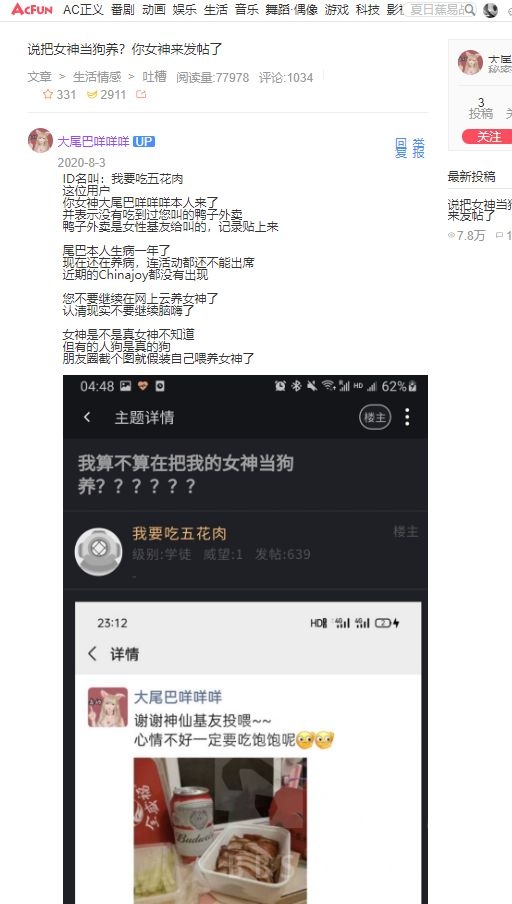 AcFun AC正义 番剧 动画 娱乐 生活 音乐 舞蹈·偶像 游戏 科技 影 夏日蕉易战
说把女神当狗养？你女神来发帖了
文章 > 生活情感 > 吐槽 阅读量:77978 评论:1034
331 2911
大尾巴咩咩咩 UP
2020-8-3
回复 举报
ID名叫：我要吃五花肉
这位用户
你女神大尾巴咩咩咩本人来了
并表示没有吃到过您叫的鸭子外卖
鸭子外卖是女性基友给叫的，记录贴上来
尾巴本人生病一年了
现在还在养病，连活动都还不能出席
近期的Chinajoy都没有出现
您不要继续在网上云养女神了
认清现实不要继续脑嗨了
女神是不是真女神不知道
但有的人狗是真的狗
朋友圈截个图就假装自己喂养女神了
04:48 HD 62%
主题详情 楼主
我算不算在把我的女神当狗
养？？？？？？
我要吃五花肉 楼主
级别:学徒 威望:1 发帖:639
-
23:12 HD 4G 4G 2
详情
大尾巴咩咩咩
谢谢神仙基友投喂~~
心情不好一定要吃饱饱呢
Budweiser
BBS
大尾
3
投稿
关注
最新投稿
说把女神当狗
来发帖了
7.8万